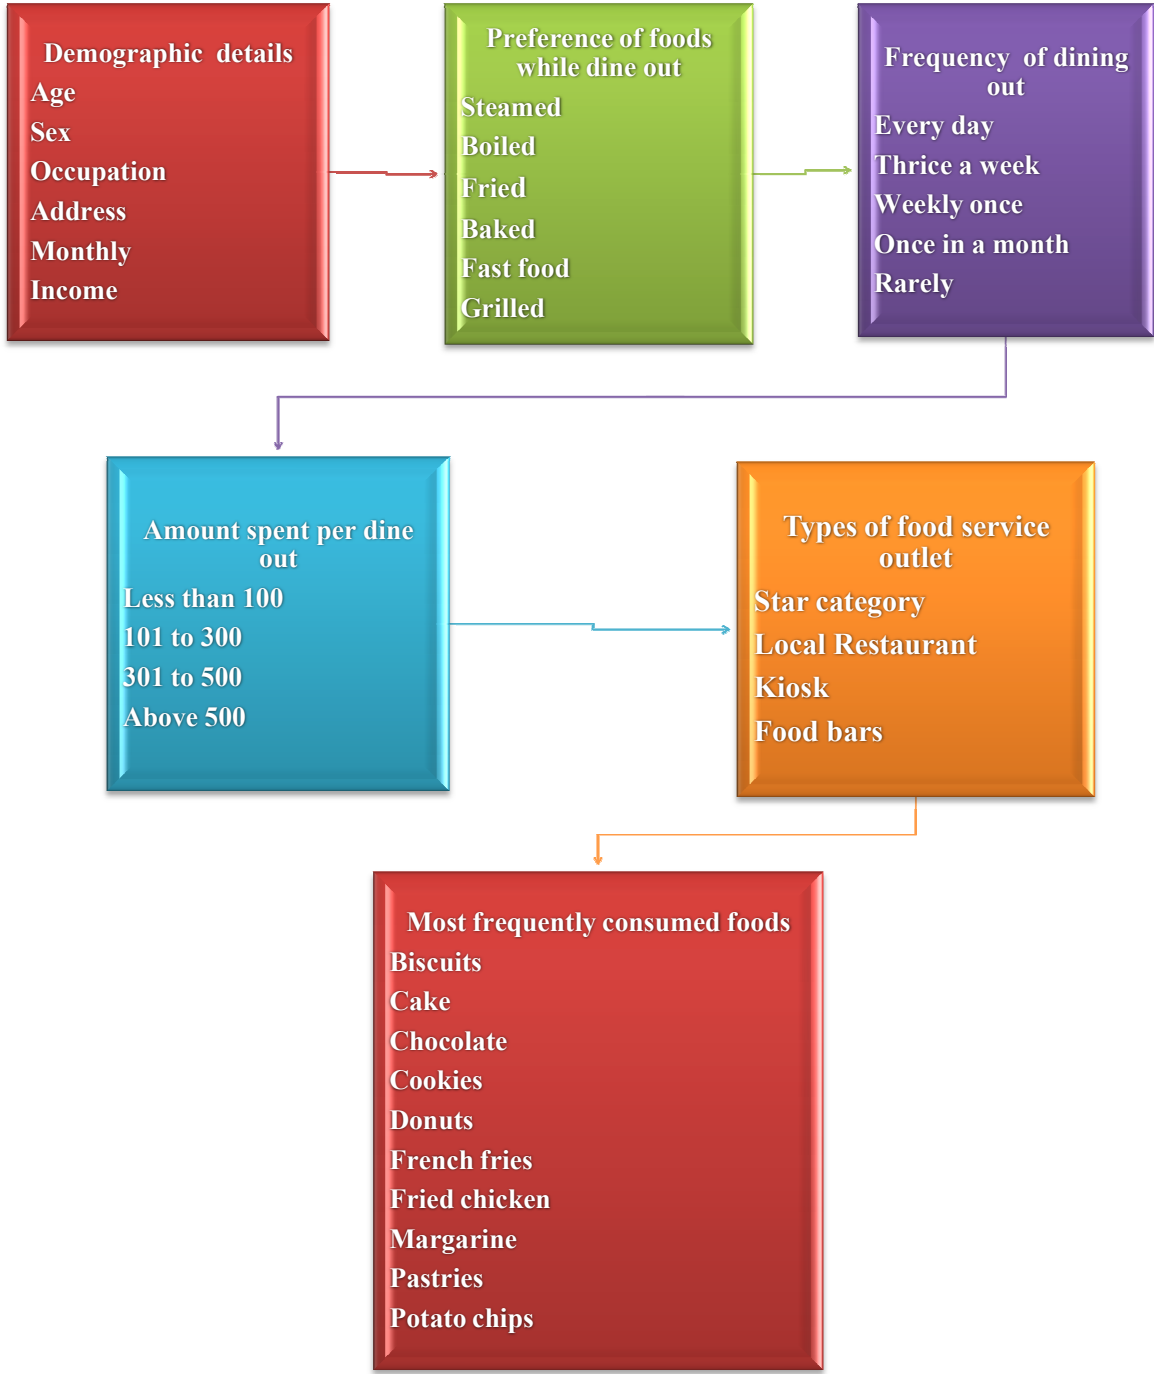 Demographic details
Age
Sex
Occupation
Address
Monthly
Income
Preference of foods
while dine out
Steamed
Boiled
Fried
Baked
Fast food
Grilled
Frequency of dining
out
Every day
Thrice a week
Weekly once
Once in a month
Rarely
Amount spent per dine
out
Less than 100
101 to 300
301 to 500
Above 500
Types of food service
outlet
Star category
Local Restaurant
Kiosk
Food bars
Most frequently consumed foods
Biscuits
Cake
Chocolate
Cookies
Donuts
French fries
Fried chicken
Margarine
Pastries
Potato chips